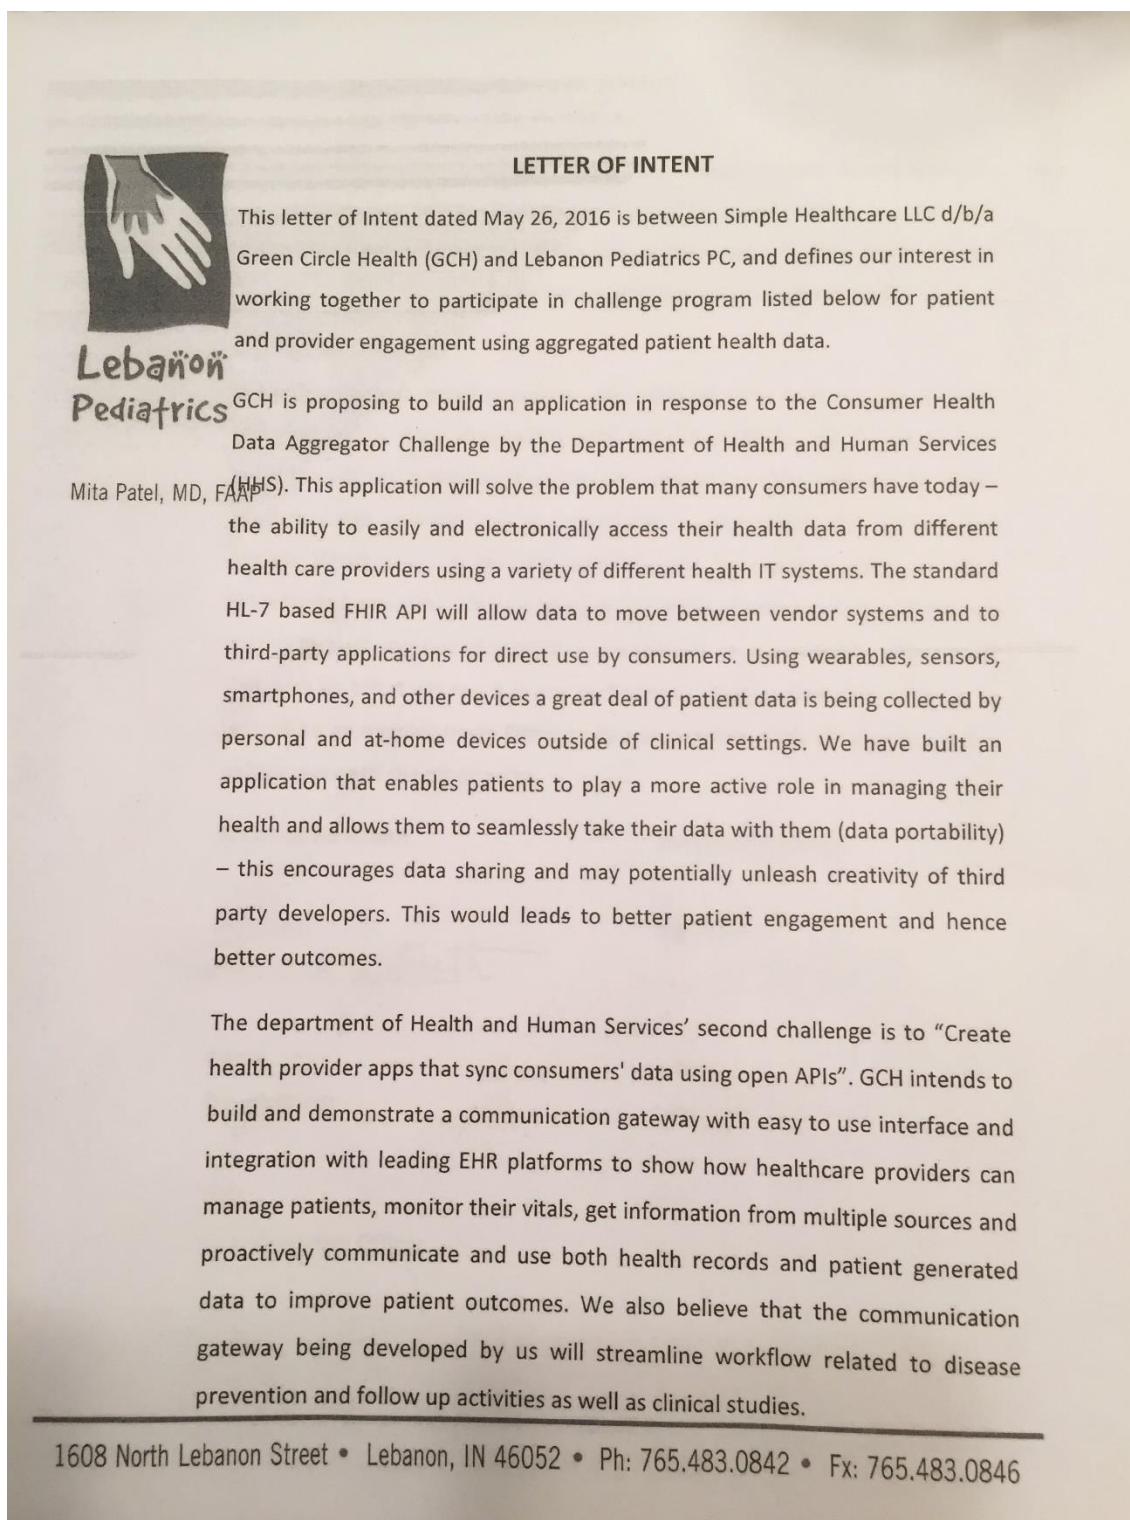 LETTER OF INTENT
This letter of Intent dated May 26, 2016 is between Simple Healthcare LLC d/b/a
Green Circle Health (GCH) and Lebanon Pediatrics PC, and defines our interest in
working together to participate in challenge program listed below for patient
and provider engagement using aggregated patient health data.
Lebanon
Pediatrics
Mita Patel, MD, FAAP
GCH is proposing to build an application in response to the Consumer Health
Data Aggregator Challenge by the Department of Health and Human Services
(HHS). This application will solve the problem that many consumers have today –
the ability to easily and electronically access their health data from different
health care providers using a variety of different health IT systems. The standard
HL-7 based FHIR API will allow data to move between vendor systems and to
third-party applications for direct use by consumers. Using wearables, sensors,
smartphones, and other devices a great deal of patient data is being collected by
personal and at-home devices outside of clinical settings. We have built an
application that enables patients to play a more active role in managing their
health and allows them to seamlessly take their data with them (data portability)
– this encourages data sharing and may potentially unleash creativity of third
party developers. This would leads to better patient engagement and hence
better outcomes.
The department of Health and Human Services’ second challenge is to “Create
health provider apps that sync consumers' data using open APIs”. GCH intends to
build and demonstrate a communication gateway with easy to use interface and
integration with leading EHR platforms to show how healthcare providers can
manage patients, monitor their vitals, get information from multiple sources and
proactively communicate and use both health records and patient generated
data to improve patient outcomes. We also believe that the communication
gateway being developed by us will streamline workflow related to disease
prevention and follow up activities as well as clinical studies.
1608 North Lebanon Street • Lebanon, IN 46052 • Ph: 765.483.0842 • Fx: 765.483.0846